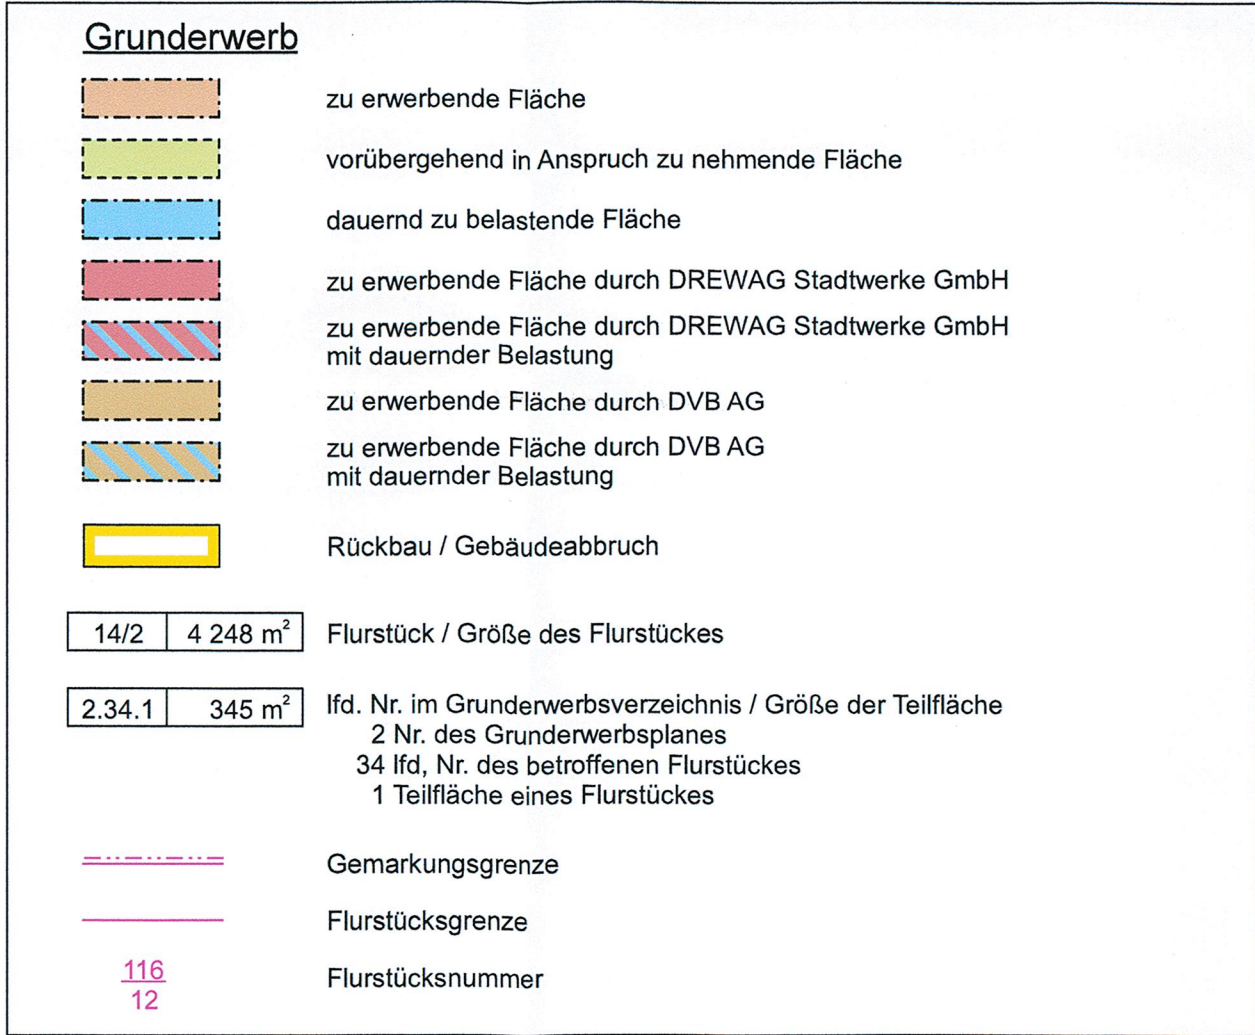 Grunderwerb
zu erwerbende Fläche
vorübergehend in Anspruch zu nehmende Fläche
dauernd zu belastende Fläche
zu erwerbende Fläche durch DREWAG Stadtwerke GmbH
zu erwerbende Fläche durch DREWAG Stadtwerke GmbH
mit dauernder Belastung
zu erwerbende Fläche durch DVB AG
zu erwerbende Fläche durch DVB AG
mit dauernder Belastung
Rückbau / Gebäudeabbruch
14/2 4 248 m² Flurstück / Größe des Flurstückes
2.34.1 345 m² lfd. Nr. im Grunderwerbsverzeichnis / Größe der Teilfläche
2 Nr. des Grunderwerbsplanes
34 lfd, Nr. des betroffenen Flurstückes
1 Teilfläche eines Flurstückes
Gemarkungsgrenze
Flurstücksgrenze
116
12
Flurstücksnummer